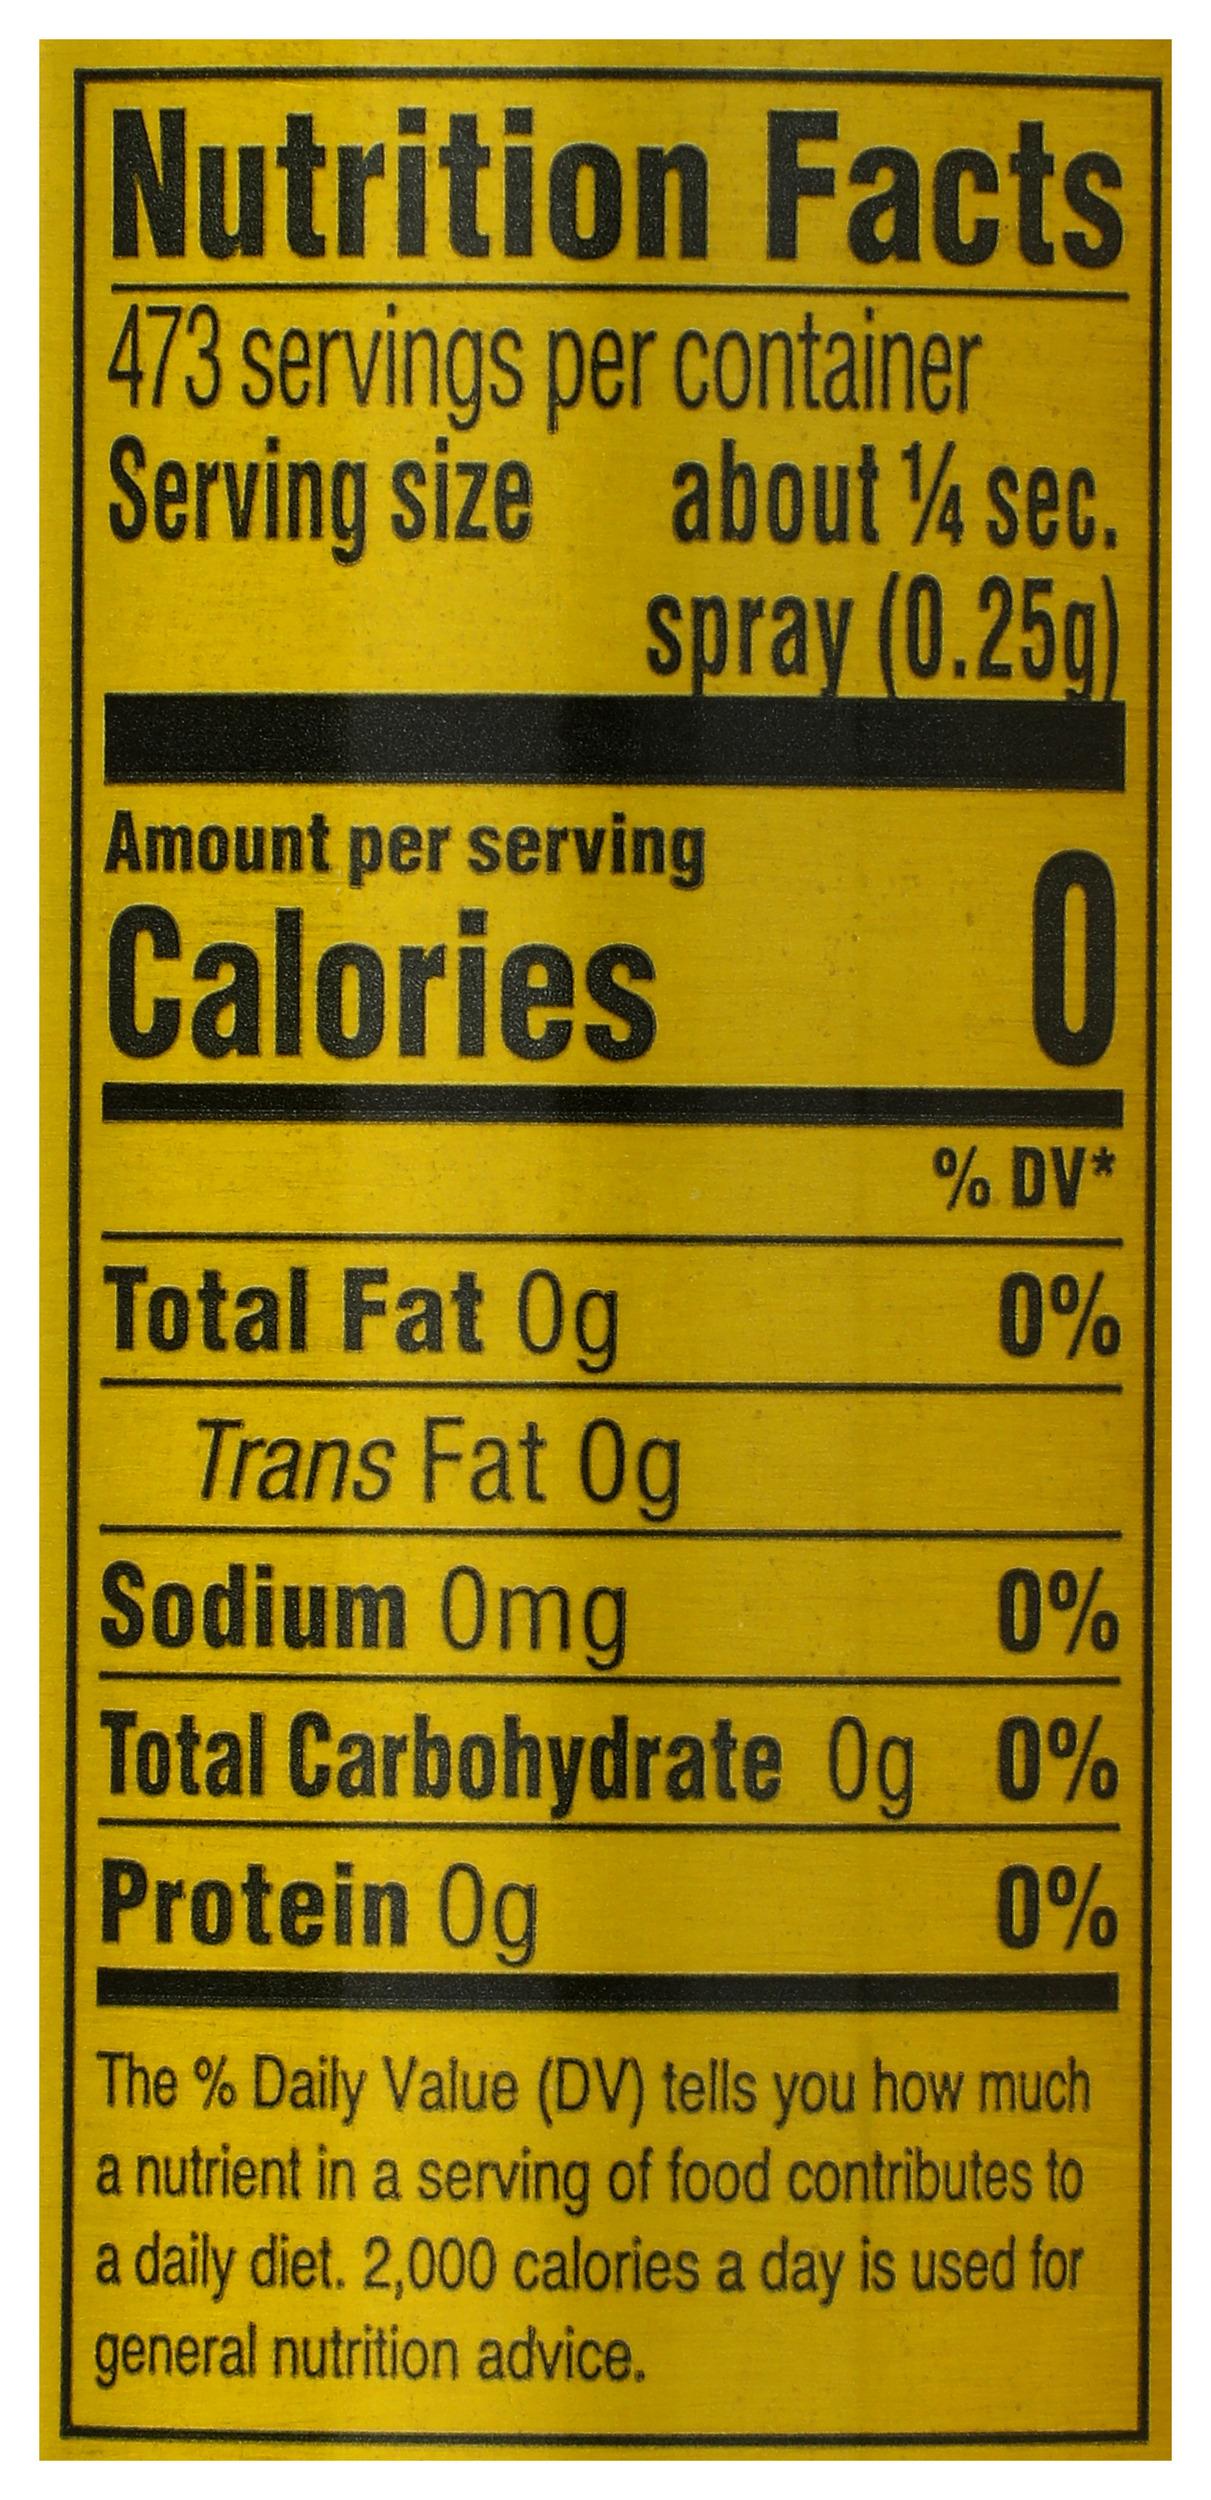 Nutrition Facts
473 servings per container
Serving size about ¼ sec.
spray (0.25g)
Amount per serving
Calories 0
% DV*
Total Fat 0g 0%
Trans Fat 0g
Sodium 0mg 0%
Total Carbohydrate 0g 0%
Protein 0g 0%
The % Daily Value (DV) tells you how much
a nutrient in a serving of food contributes to
a daily diet. 2,000 calories a day is used for
general nutrition advice.